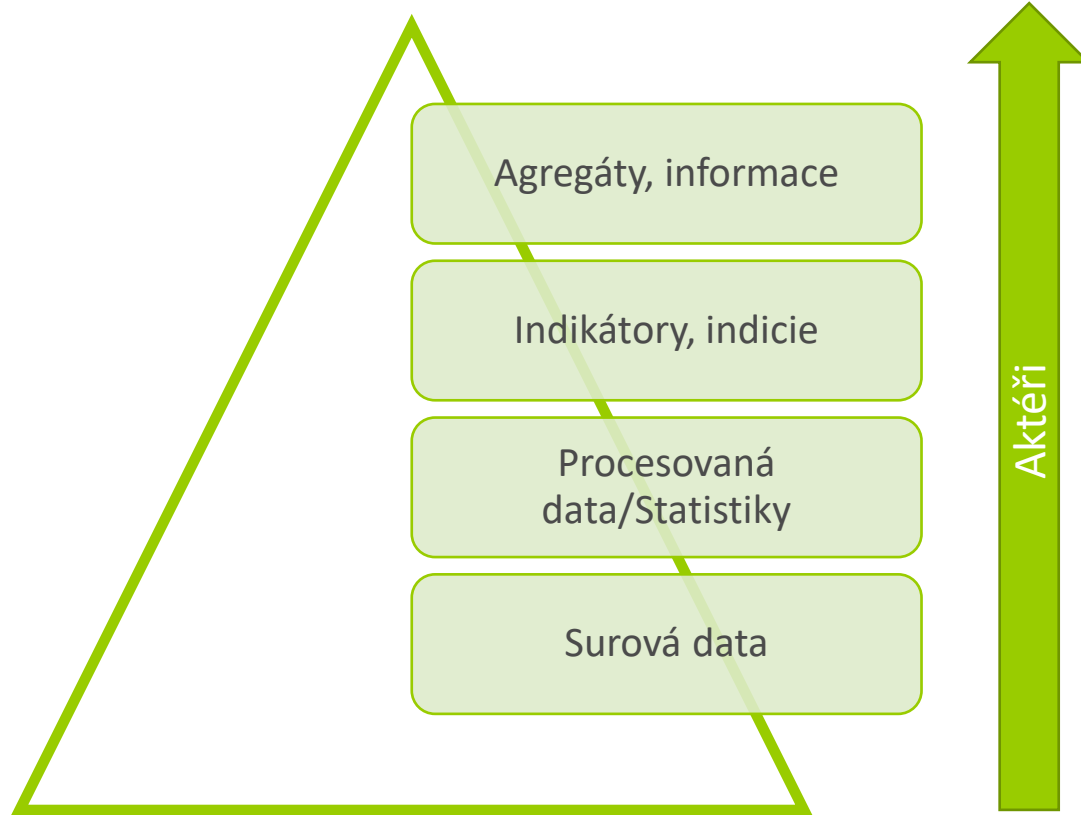 Agregáty, informace
Indikátory, indicie
Procesovaná
data/Statistiky
Surová data
Aktéři